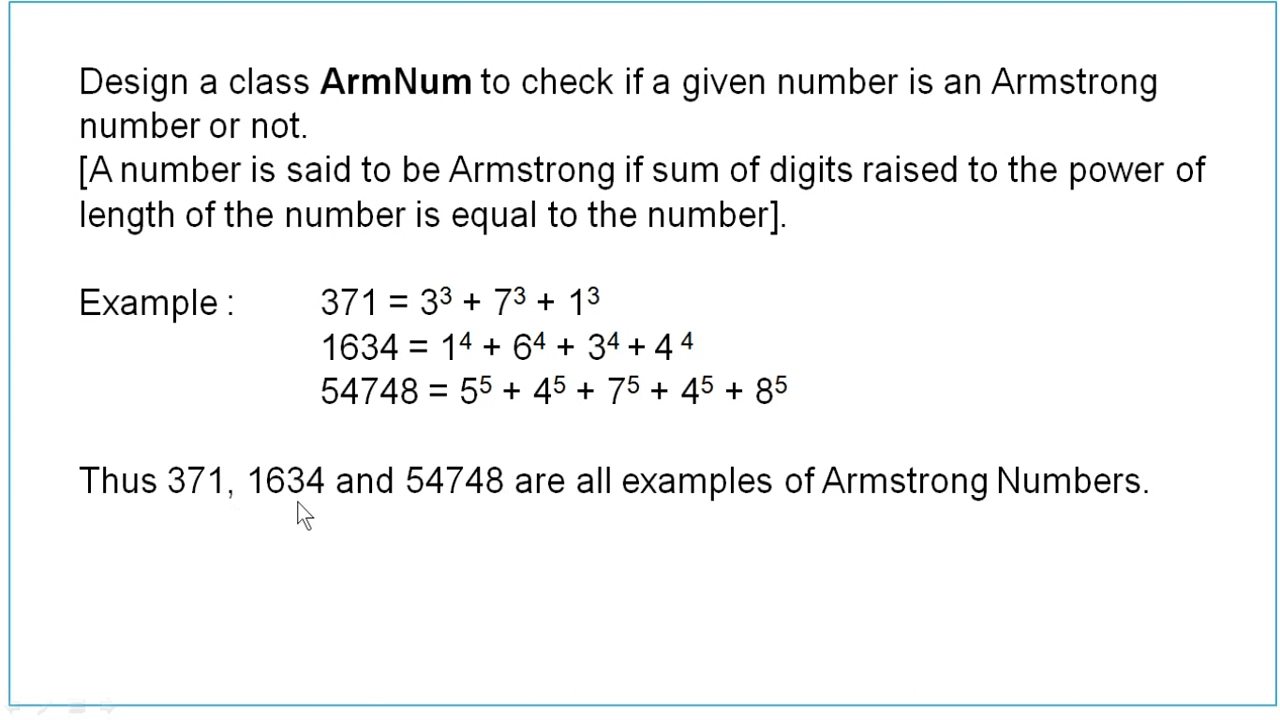 Design a class ArmNum to check if a given number is an Armstrong
number or not.
[A number is said to be Armstrong if sum of digits raised to the power of
length of the number is equal to the number].
Example : 371 = 3³ + 7³ + 1³
1634 = 1⁴ + 6⁴ + 3⁴ + 4 ⁴
54748 = 5⁵ + 4⁵ + 7⁵ + 4⁵ + 8⁵
Thus 371, 1634 and 54748 are all examples of Armstrong Numbers.